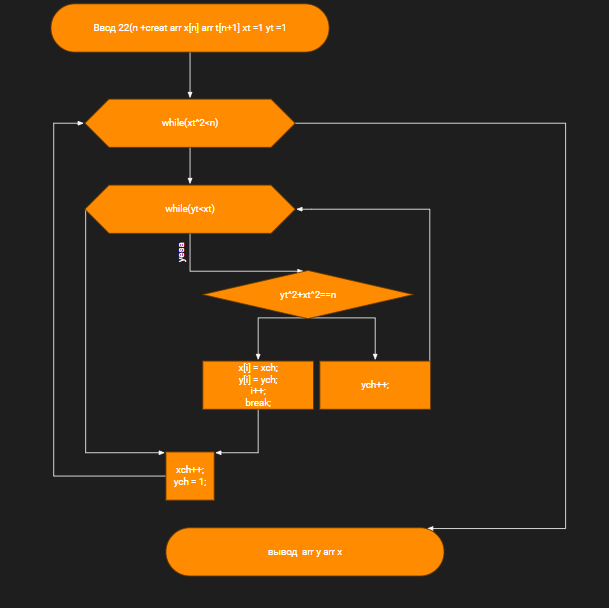 Ввод 22(n +creat arr x[n] arr t[n+1] xt =1 yt =1
while(xt^2<n)
while(yt<xt)
yesa
yt^2+xt^2==n
x[i] = xch;
y[i] = ych;
i++;
break;
ych++;
xch++;
ych = 1;
вывод arr y arr x